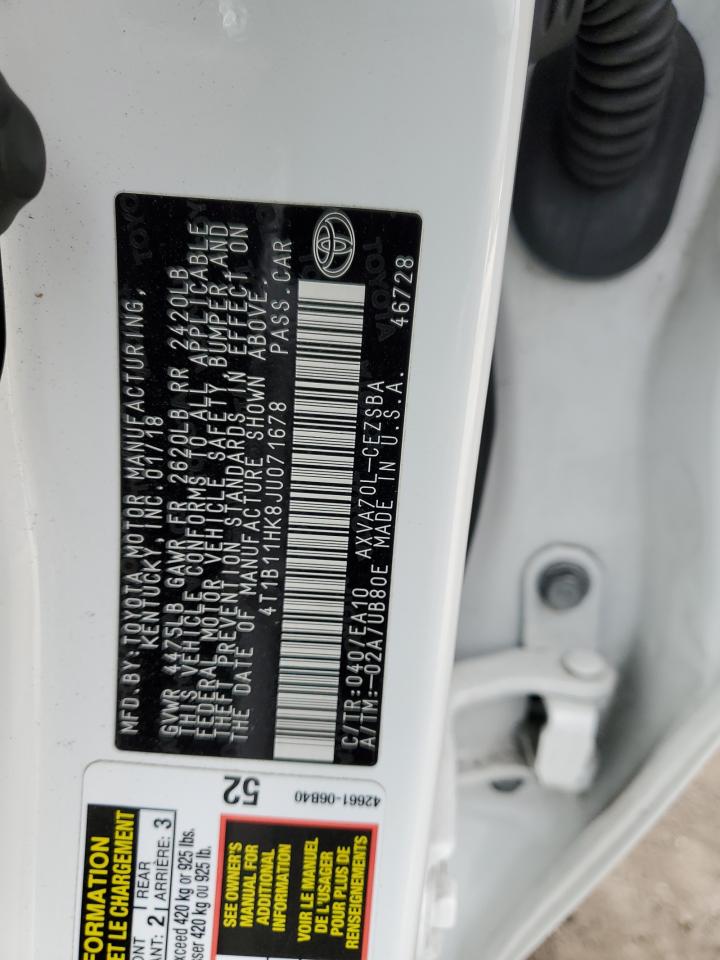 MFD.BY:TOYOTA MOTOR MANUFACTURING,
KENTUCKY, INC.01/18
GVWR 4475LB GAWR FR 2620LB RR 2420LB
THIS VEHICLE CONFORMS TO ALL APPLICABLE
FEDERAL MOTOR VEHICLE SAFETY, BUMPER, AND
THEFT PREVENTION STANDARDS IN EFFECT ON
THE DATE OF MANUFACTURE SHOWN ABOVE.
4T1B11HK8JU071678 PASS.CAR
C/TR:040/EA10 AXVA70L-CEZSBA
A/TM:-02A/UB80E MADE IN U.S.A. 46728
TOYOTA
52
42661-06B40
ET LE CHARGEMENT
2 REAR
ARRIÈRE: 3
exceed 420 kg or 925 lbs.
420 kg ou 925 lb.
SEE OWNER'S
MANUAL FOR
ADDITIONAL
INFORMATION
VOIR LE MANUEL
DE L'USAGER
POUR PLUS DE
RENSEIGNEMENTS